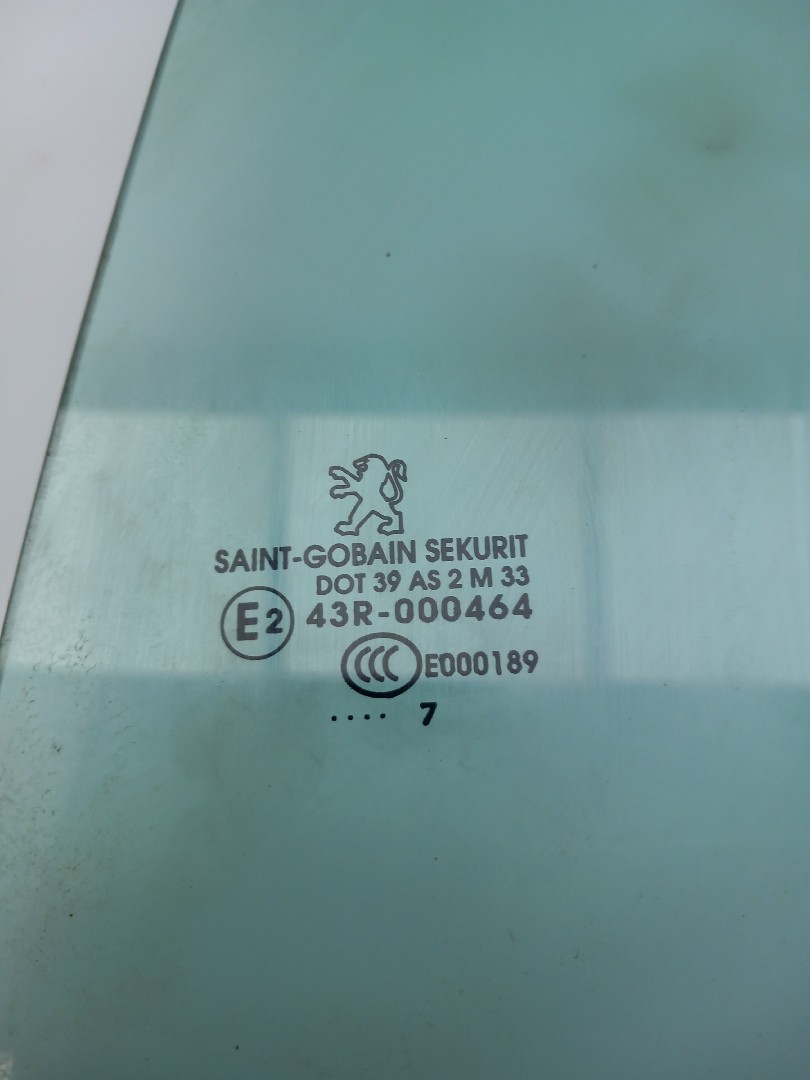 SAINT-GOBAIN SEKURIT
DOT 39 AS 2 M 33
E2 43R-000464
CCC E000189
.... 7